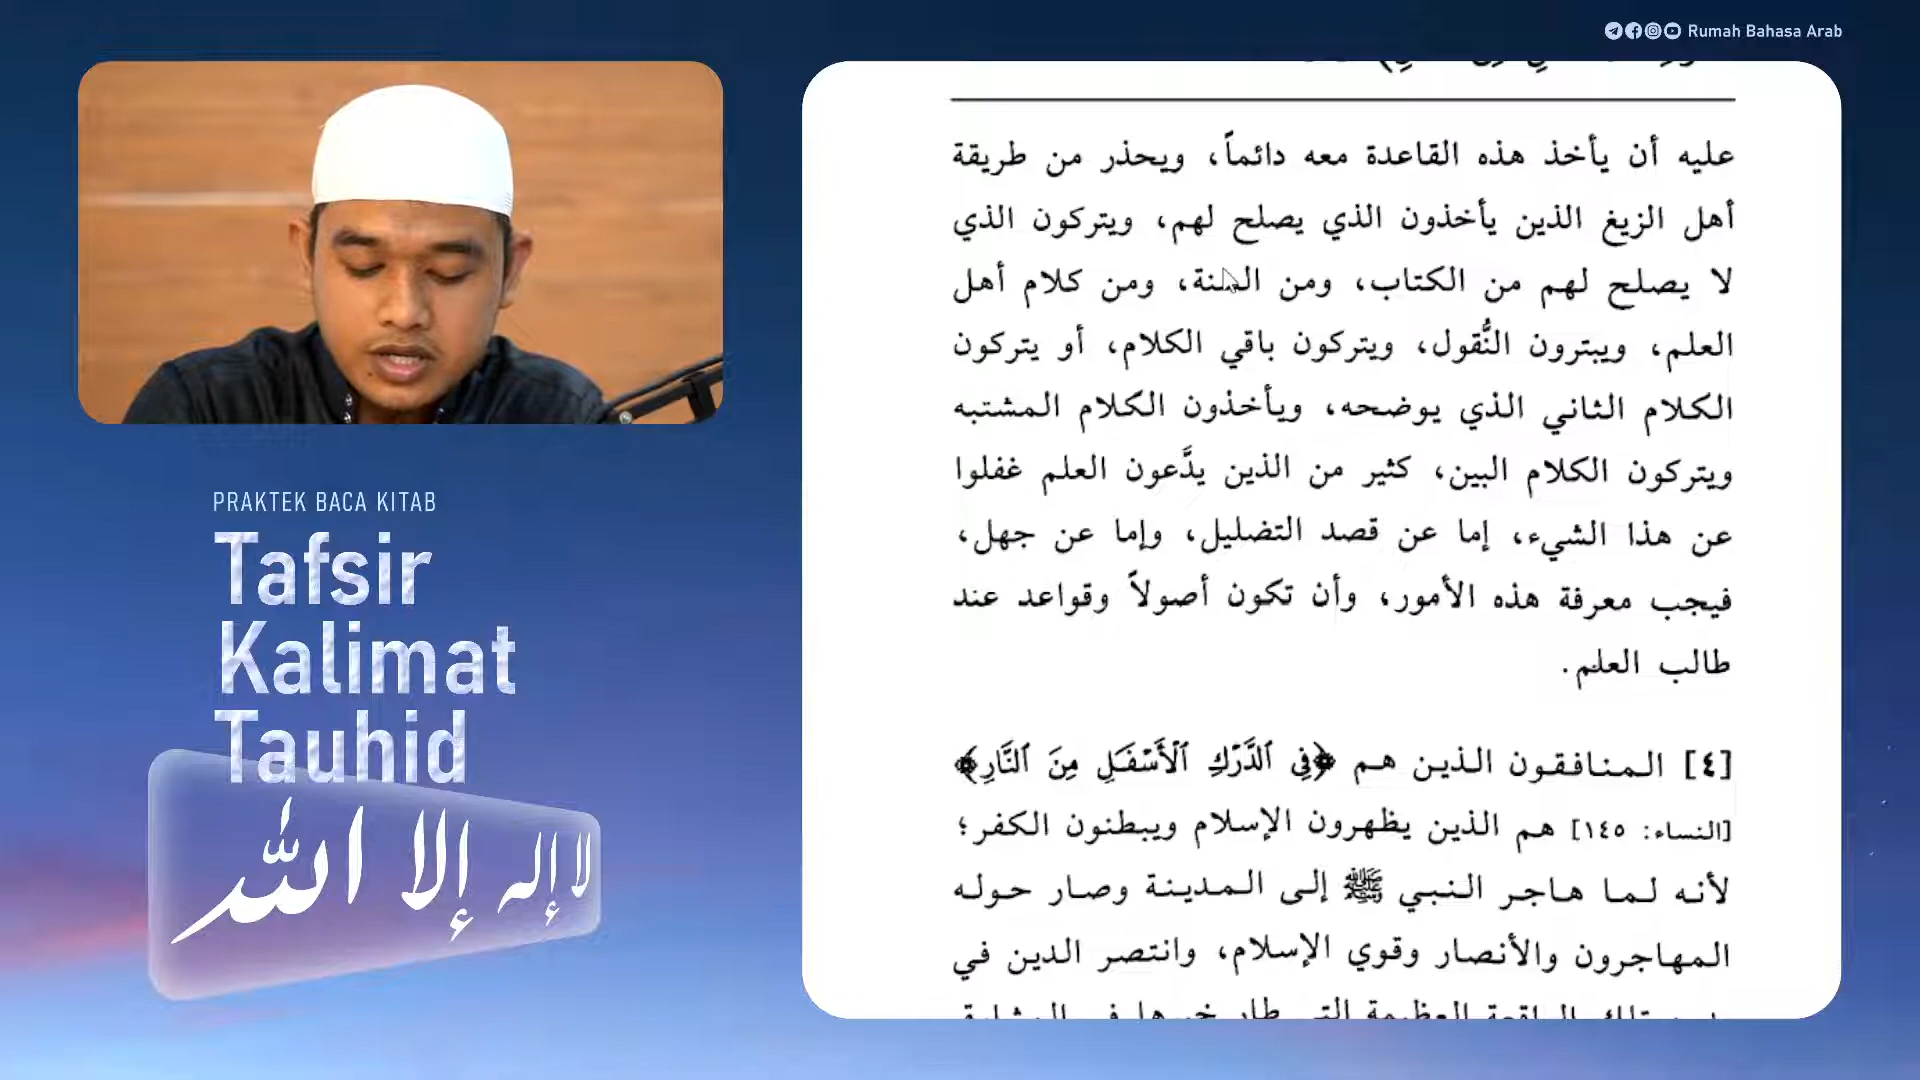 Rumah Bahasa Arab
PRAKTEK BACA KITAB
Tafsir
Kalimat
Tauhid
لا إله إلا الله
عليه أن يأخذ هذه القاعدة معه دائماً، ويحذر من طريقة
أهل الزيغ الذين يأخذون الذي يصلح لهم، ويتركون الذي
لا يصلح لهم من الكتاب، ومن السنة، ومن كلام أهل
العلم، ويبترون النُّقول، ويتركون باقي الكلام، أو يتركون
الكلام الثاني الذي يوضحه، ويأخذون الكلام المشتبه
ويتركون الكلام البين، كثير من الذين يدَّعون العلم غفلوا
عن هذا الشيء، إما عن قصد التضليل، وإما عن جهل،
فيجب معرفة هذه الأمور، وأن تكون أصولاً وقواعد عند
طالب العلم.
[٤] المنافقون الذين هم ﴿فِي ٱلدَّرْكِ ٱلْأَسْفَلِ مِنَ ٱلنَّارِ﴾
[النساء: ١٤٥] هم الذين يظهرون الإسلام ويبطنون الكفر؛
لأنه لما هاجر النبي ﷺ إلى المدينة وصار حوله
المهاجرون والأنصار وقوي الإسلام، وانتصر الدين في